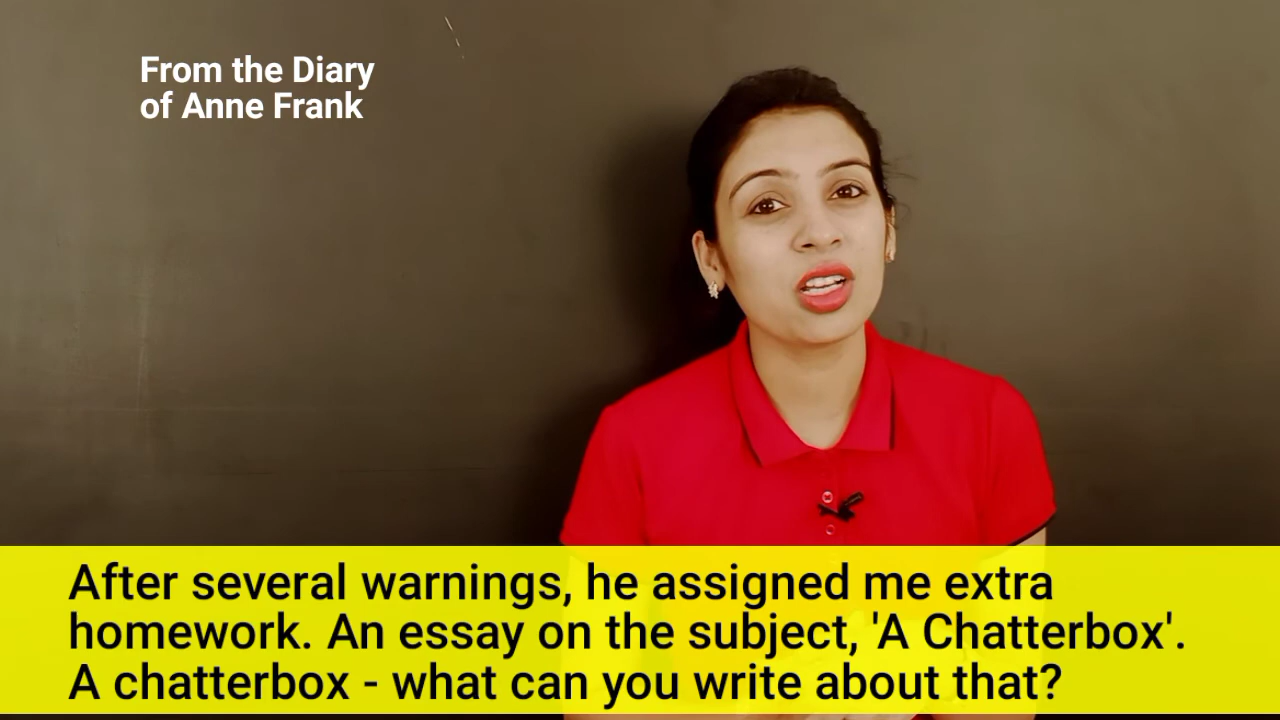 From the Diary
of Anne Frank
After several warnings, he assigned me extra
homework. An essay on the subject, 'A Chatterbox'.
A chatterbox - what can you write about that?